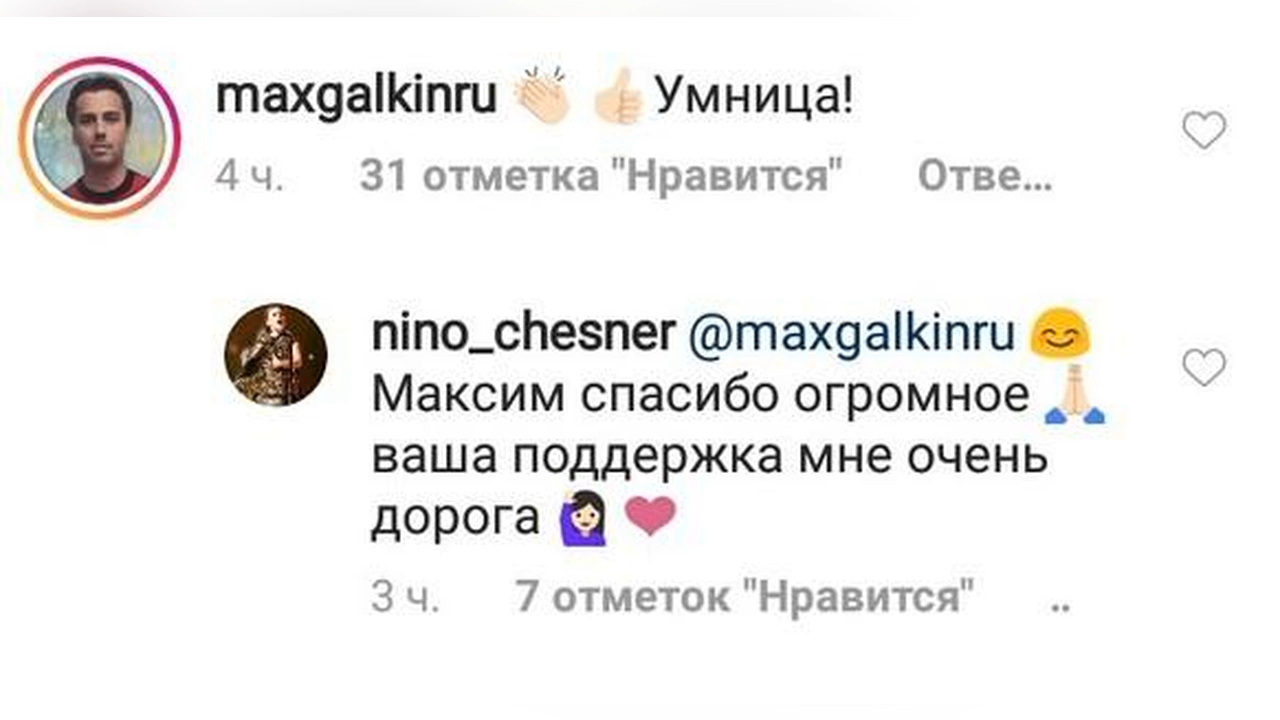 maxgalkinru 👏🏻 👍🏻 Умница!
4 ч. 31 отметка "Нравится" Отве...
nino_chesner @maxgalkinru 😊
Максим спасибо огромное 🙏🏻
ваша поддержка мне очень
дорога 🙋🏻‍♀️ ❤️
3 ч. 7 отметок "Нравится" ..